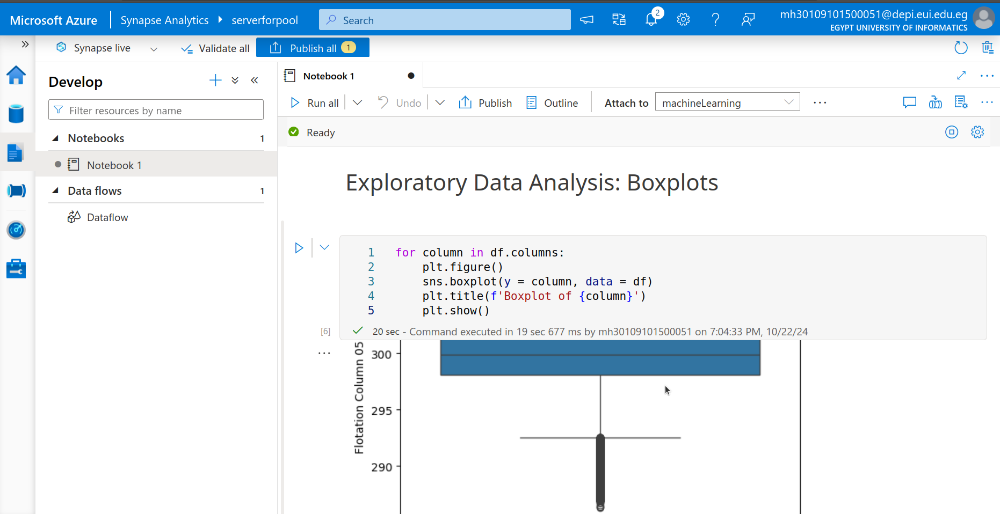 Microsoft Azure Synapse Analytics serverforpool Search 2 mh30109101500051@depi.eui.edu.eg
EGYPT UNIVERSITY OF INFORMATICS
Synapse live Validate all Publish all 1
Develop
Notebook 1
Filter resources by name
Run all Undo Publish Outline Attach to machineLearning
Ready
Notebooks 1
Notebook 1
Data flows 1
Dataflow
Exploratory Data Analysis: Boxplots
1 for column in df.columns:
2 plt.figure()
3 sns.boxplot(y = column, data = df)
4 plt.title(f'Boxplot of {column}')
5 plt.show()
[6] 20 sec - Command executed in 19 sec 677 ms by mh30109101500051 on 7:04:33 PM, 10/22/24
Flotation Column 05
300
295
290